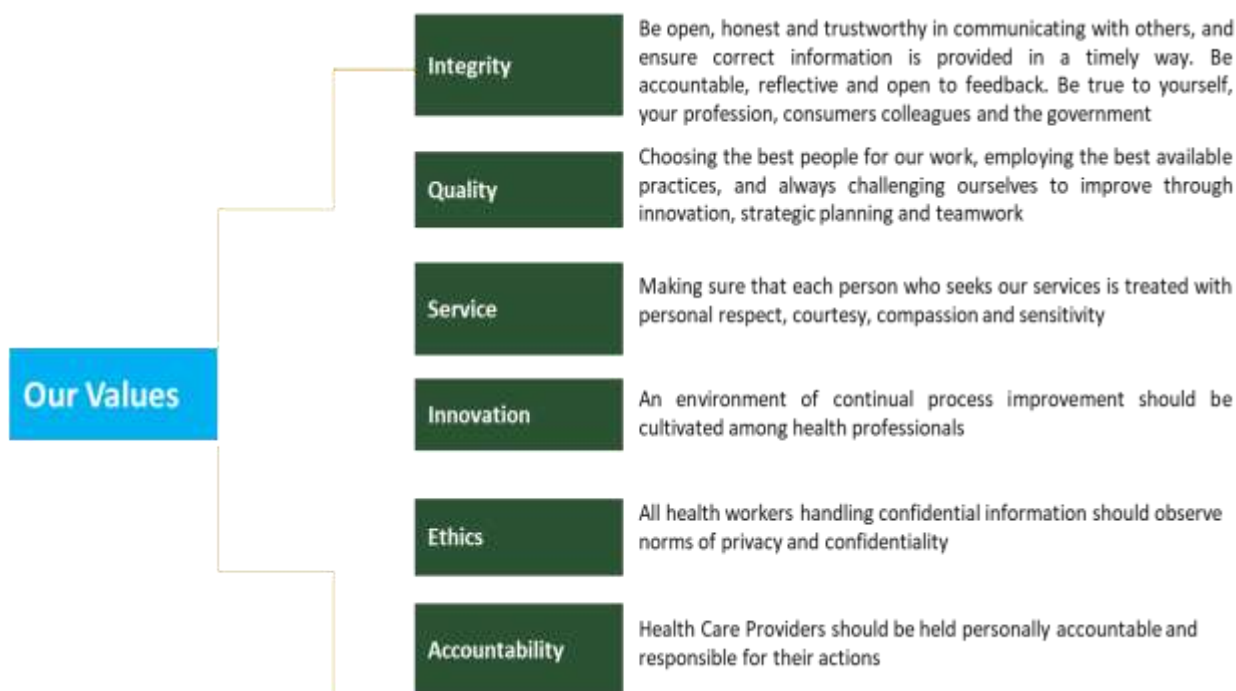 Our Values
Integrity
Be open, honest and trustworthy in communicating with others, and
ensure correct information is provided in a timely way. Be
accountable, reflective and open to feedback. Be true to yourself,
your profession, consumers colleagues and the government
Quality
Choosing the best people for our work, employing the best available
practices, and always challenging ourselves to improve through
innovation, strategic planning and teamwork
Service
Making sure that each person who seeks our services is treated with
personal respect, courtesy, compassion and sensitivity
Innovation
An environment of continual process improvement should be
cultivated among health professionals
Ethics
All health workers handling confidential information should observe
norms of privacy and confidentiality
Accountability
Health Care Providers should be held personally accountable and
responsible for their actions